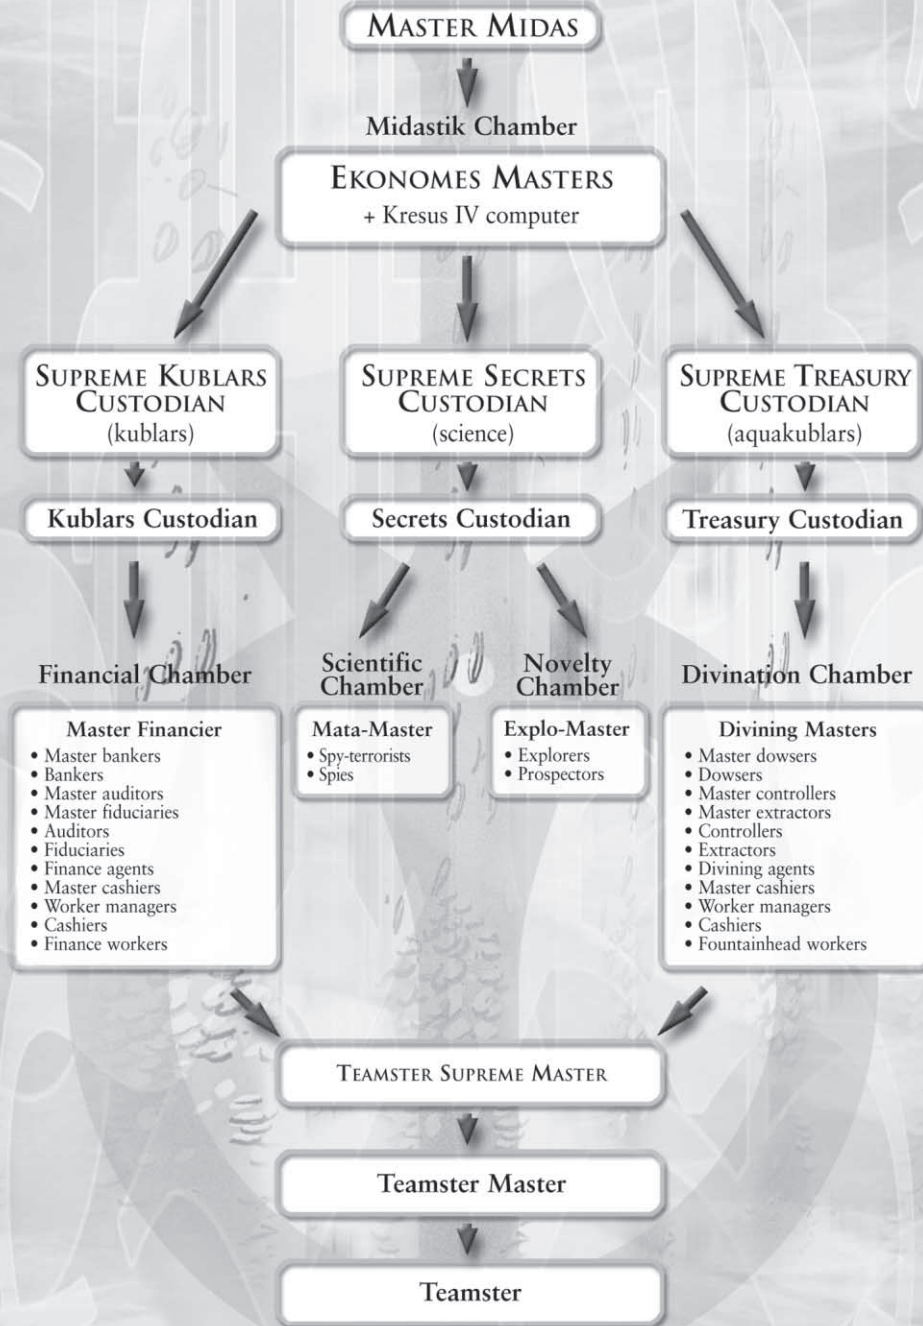 MASTER MIDAS
Midastik Chamber
EKONOMES MASTERS
+ Kresus IV computer
SUPREME KUBLARS
CUSTODIAN
(kublars)
SUPREME SECRETS
CUSTODIAN
(science)
SUPREME TREASURY
CUSTODIAN
(aquakublars)
Kublars Custodian
Secrets Custodian
Treasury Custodian
Financial Chamber
Master Financier
• Master bankers
• Bankers
• Master auditors
• Master fiduciaries
• Auditors
• Fiduciaries
• Finance agents
• Master cashiers
• Worker managers
• Cashiers
• Finance workers
Scientific
Chamber
Mata-Master
• Spy-terrorists
• Spies
Novelty
Chamber
Explo-Master
• Explorers
• Prospectors
Divination Chamber
Divining Masters
• Master dowsers
• Dowsers
• Master controllers
• Master extractors
• Controllers
• Extractors
• Divining agents
• Master cashiers
• Worker managers
• Cashiers
• Fountainhead workers
TEAMSTER SUPREME MASTER
Teamster Master
Teamster